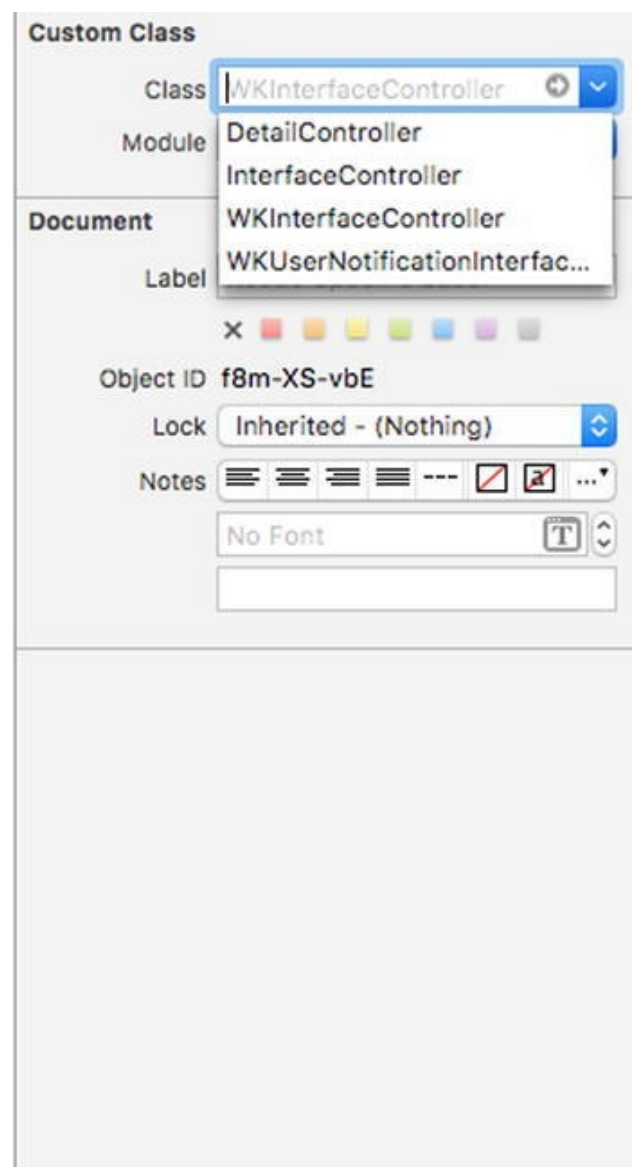 Custom Class
Class WKInterfaceController
Module
DetailController
InterfaceController
WKInterfaceController
WKUserNotificationInterfac...
Document
Label
Object ID f8m-XS-vbE
Lock Inherited - (Nothing)
Notes a ...
No Font T